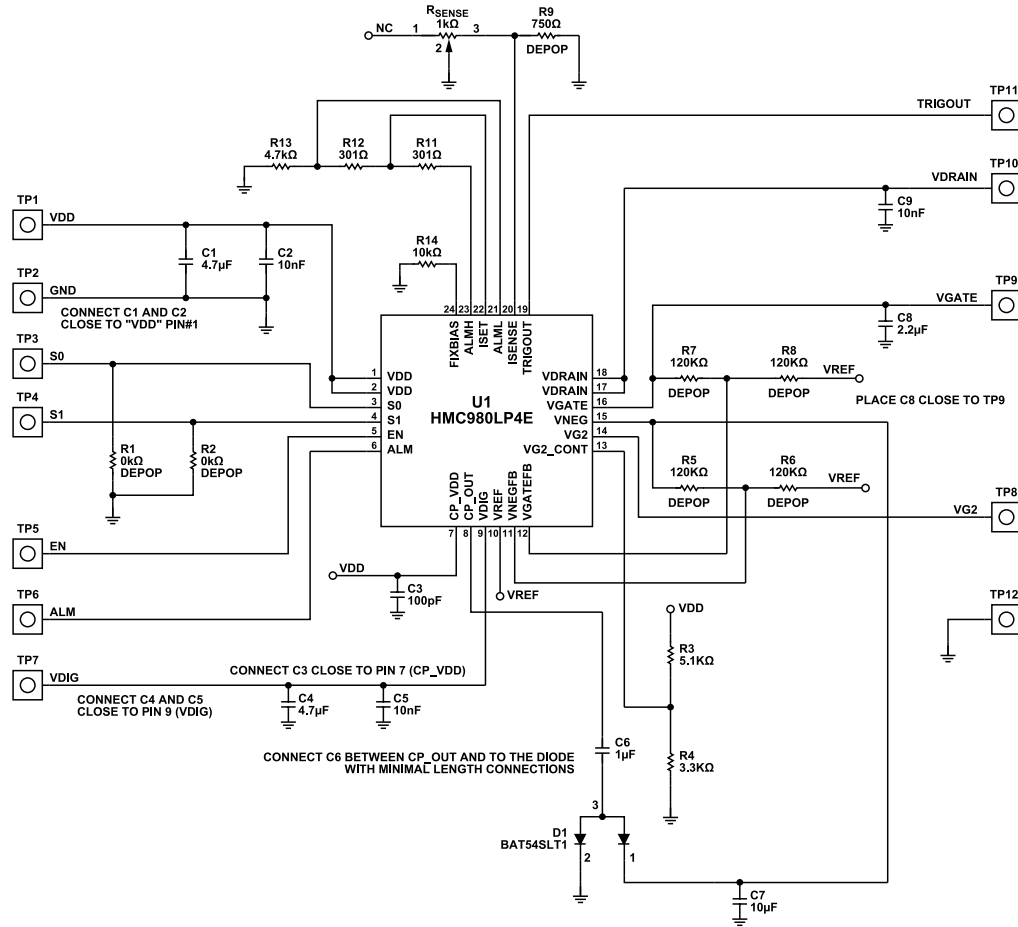 RSENSE
1kΩ
NC
1
3
2
R9
750Ω
DEPOP
TP11
TRIGOUT
R13
4.7kΩ
R12
301Ω
R11
301Ω
TP10
VDRAIN
C9
10nF
TP1
VDD
C1
4.7µF
C2
10nF
R14
10kΩ
TP2
GND
CONNECT C1 AND C2
CLOSE TO "VDD" PIN#1
TP9
VGATE
C8
2.2µF
24 23 22 21 20 19
FIXBIAS
ALMH
ISET
ALML
ISENSE
TRIGOUT
TP3
S0
TP4
S1
R1
0kΩ
DEPOP
R2
0kΩ
DEPOP
1 VDD
2 VDD
3 S0
4 S1
5 EN
6 ALM
U1
HMC980LP4E
VDRAIN 18
VDRAIN 17
VGATE 16
VNEG 15
VG2 14
VG2_CONT 13
R7
120KΩ
DEPOP
R8
120KΩ
DEPOP
VREF
PLACE C8 CLOSE TO TP9
R5
120KΩ
DEPOP
R6
120KΩ
DEPOP
VREF
CP_VDD
CP_OUT
VDIG
VREF
VNEGFB
VGATEFB
7 8 9 10 11 12
TP8
VG2
TP5
EN
VDD
C3
100pF
VREF
TP6
ALM
TP12
VDD
R3
5.1KΩ
TP7
VDIG
CONNECT C3 CLOSE TO PIN 7 (CP_VDD)
CONNECT C4 AND C5
CLOSE TO PIN 9 (VDIG)
C4
4.7µF
C5
10nF
CONNECT C6 BETWEEN CP_OUT AND TO THE DIODE
WITH MINIMAL LENGTH CONNECTIONS
C6
1µF
R4
3.3KΩ
3
D1
BAT54SLT1
2
1
C7
10µF